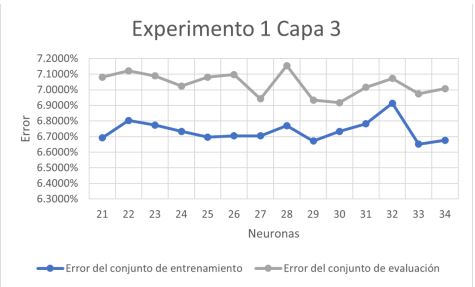 Experimento 1 Capa 3
7.2000%
7.1000%
7.0000%
6.9000%
6.8000%
6.7000%
6.6000%
6.5000%
6.4000%
6.3000%
Error
21 22 23 24 25 26 27 28 29 30 31 32 33 34
Neuronas
Error del conjunto de entrenamiento Error del conjunto de evaluación